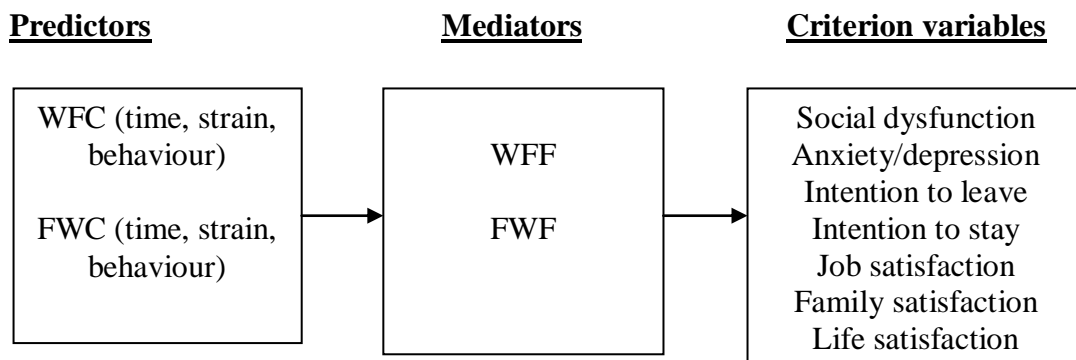 Predictors
Mediators
Criterion variables
WFC (time, strain,
behaviour)
FWC (time, strain,
behaviour)
WFF
FWF
Social dysfunction
Anxiety/depression
Intention to leave
Intention to stay
Job satisfaction
Family satisfaction
Life satisfaction